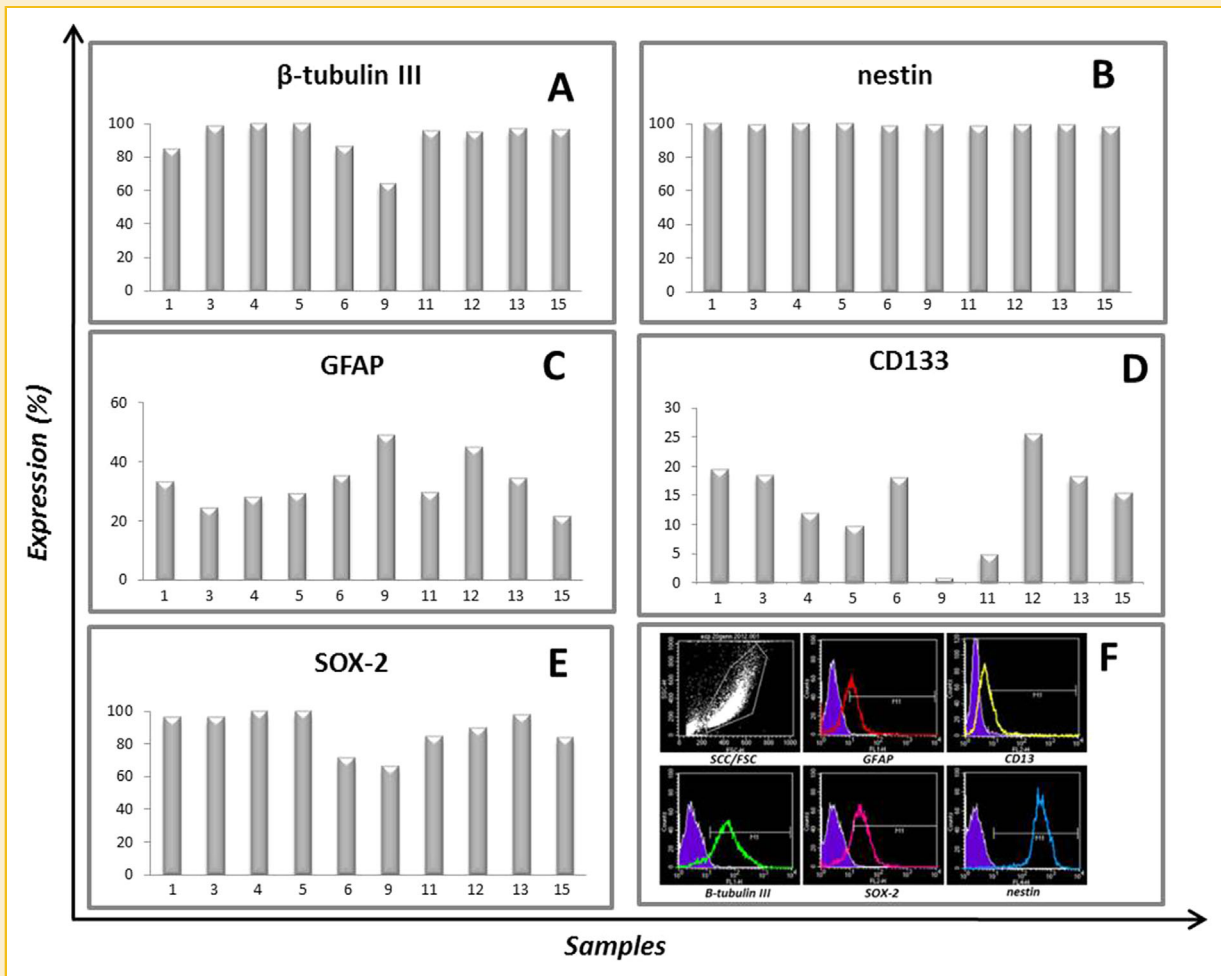 β-tubulin III
A
100
80
60
40
20
0
1 3 4 5 6 9 11 12 13 15
nestin
B
100
80
60
40
20
0
1 3 4 5 6 9 11 12 13 15
GFAP
C
60
40
20
0
1 3 4 5 6 9 11 12 13 15
CD133
D
30
25
20
15
10
5
0
1 3 4 5 6 9 11 12 13 15
SOX-2
E
100
80
60
40
20
0
1 3 4 5 6 9 11 12 13 15
F
SCC/FSC
GFAP
CD13
Counts
FL1-H
M1
B-tubulin III
SOX-2
nestin
Expression (%)
Samples